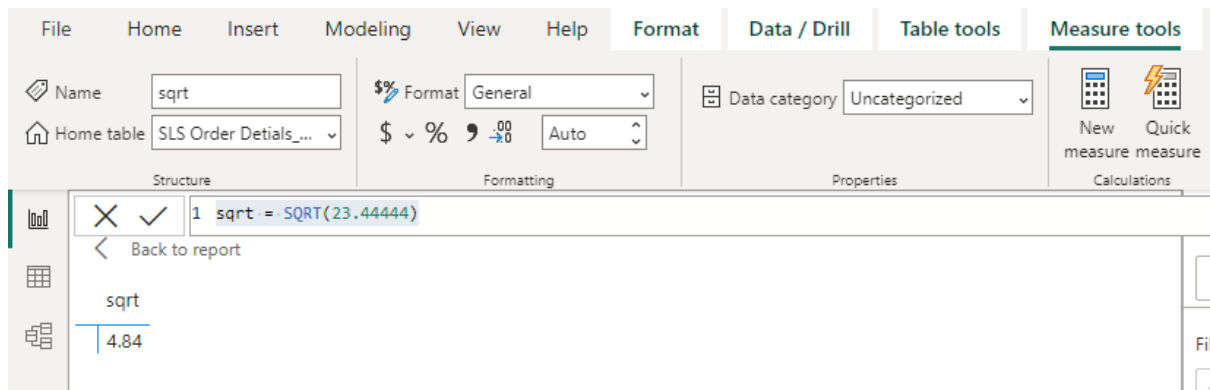 File Home Insert Modeling View Help Format Data / Drill Table tools Measure tools
Name sqrt
Home table SLS Order Detials_...
Structure
$% Format General
$ % 9 .00 Auto
Formatting
Data category Uncategorized
Properties
New measure
Quick measure
Calculations
1 sqrt = SQRT(23.44444)
Back to report
sqrt
4.84
Fil